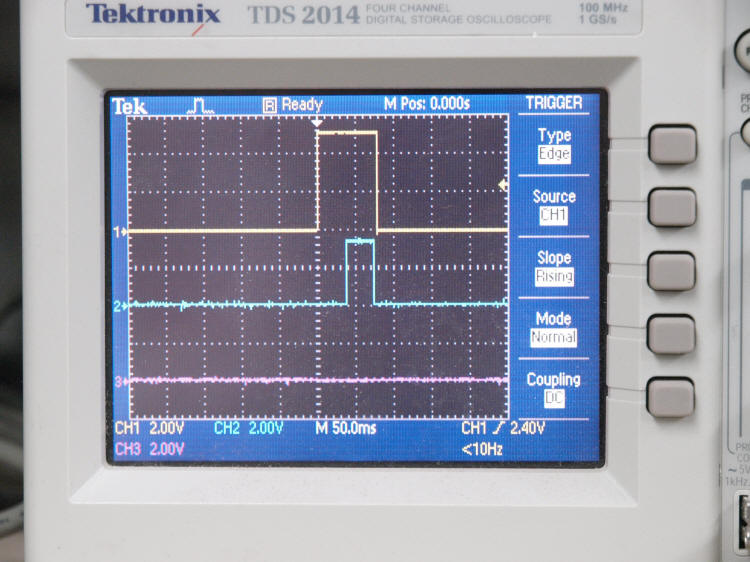 Tektronix TDS 2014 FOUR CHANNEL DIGITAL STORAGE OSCILLOSCOPE 100 MHz 1 GS/s
Tek R Ready M Pos: 0.000s TRIGGER
Type
Edge
Source
CH1
Slope
Rising
Mode
Normal
Coupling
DC
1
2
3
CH1 2.00V CH2 2.00V M 50.0ms CH1 2.40V
CH3 2.00V <10Hz